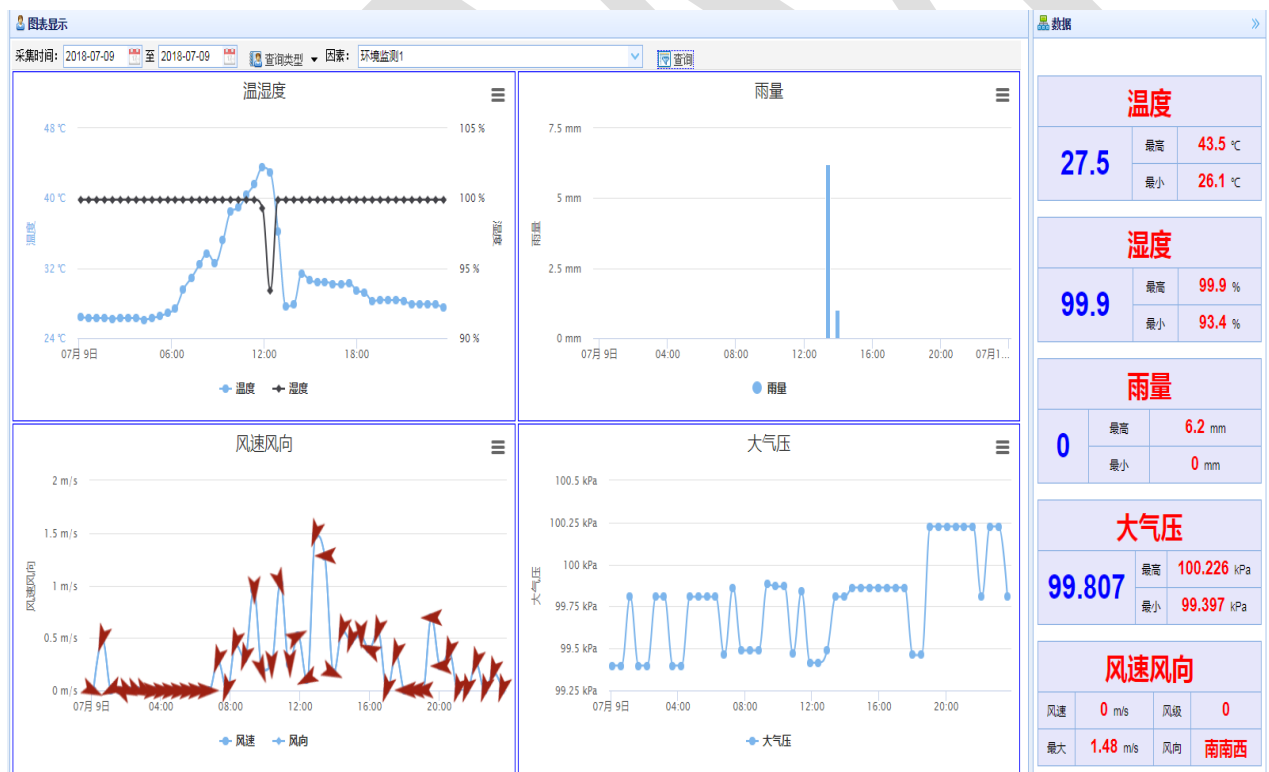 图表显示
采集时间： 2018-07-09 至 2018-07-09 查询类型 因素： 环境监测1 查询
温湿度
48 ℃ 105 %
40 ℃ 100 %
32 ℃ 95 %
24 ℃ 90 %
温度
湿度
07月 9日 06:00 12:00 18:00
温度 湿度
雨量
7.5 mm
5 mm
2.5 mm
0 mm
雨量
07月 9日 04:00 08:00 12:00 16:00 20:00 07月1...
雨量
风速风向
2 m/s
1.5 m/s
1 m/s
0.5 m/s
0 m/s
风速风向
07月 9日 04:00 08:00 12:00 16:00 20:00
风速 风向
大气压
100.5 kPa
100.25 kPa
100 kPa
99.75 kPa
99.5 kPa
99.25 kPa
大气压
07月 9日 04:00 08:00 12:00 16:00 20:00
大气压
数据
温度
27.5
最高 43.5 ℃
最小 26.1 ℃
湿度
99.9
最高 99.9 %
最小 93.4 %
雨量
0
最高 6.2 mm
最小 0 mm
大气压
99.807
最高 100.226 kPa
最小 99.397 kPa
风速风向
风速 0 m/s 风级 0
最大 1.48 m/s 风向 南南西